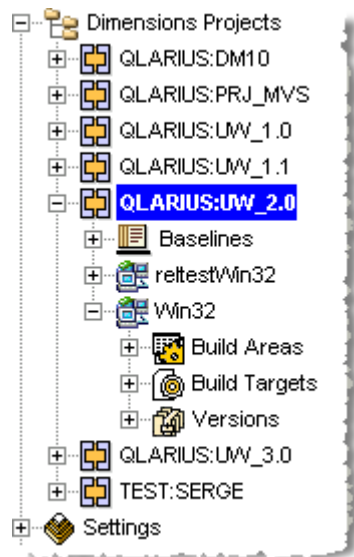 Dimensions Projects
QLARIUS:DM10
QLARIUS:PRJ_MVS
QLARIUS:UW_1.0
QLARIUS:UW_1.1
QLARIUS:UW_2.0
Baselines
reltestWin32
Win32
Build Areas
Build Targets
Versions
QLARIUS:UW_3.0
TEST:SERGE
Settings